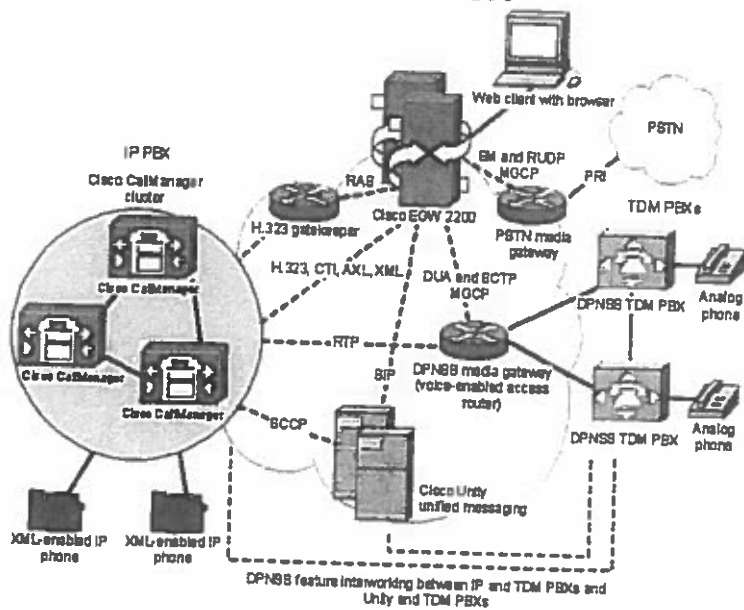 Web client with browser
PSTN
IP PBX
Cisco CallManager
cluster
BM and RUDP
MGCP
RAS
PRI
Cisco EGW 2200
H.323 gatekeeper
PSTN media
gateway
TDM PBXs
Cisco CallManager
H.323, CTI, AXL, XML
DUA and SCTP
MGCP
DPNSS TDM PBX
Analog
phone
Cisco CallManager
RTP
SIP
DPNSS media gateway
(voice-enabled access
router)
Cisco CallManager
SCCP
DPNSS TDM PBX
Analog
phone
Cisco Unity
unified messaging
XML-enabled IP
phone
XML-enabled IP
phone
DPNSS feature interworking between IP and TDM PBXs and
Unity and TDM PBXs